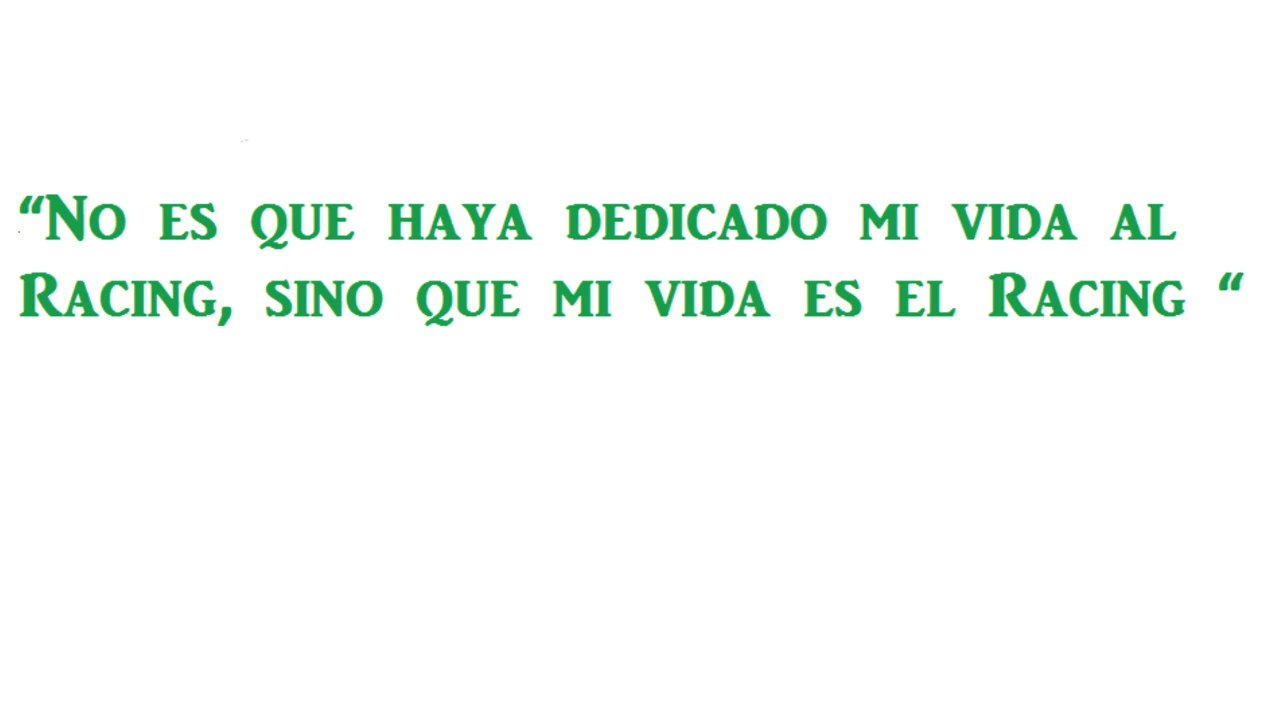 “No es que haya dedicado mi vida al
Racing, sino que mi vida es el Racing “